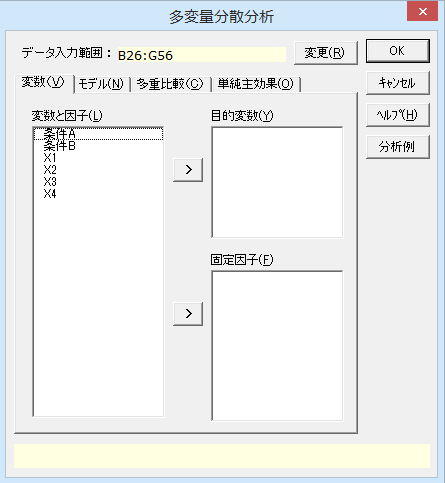 多変量分散分析
データ入力範囲： B26:G56
変更(R)
OK
変数(V) モデル(N) 多重比較(C) 単純主効果(O)
キャンセル
ヘルプ(H)
分析例
変数と因子(L)
条件A
条件B
X1
X2
X3
X4
>
>
目的変数(Y)
固定因子(F)